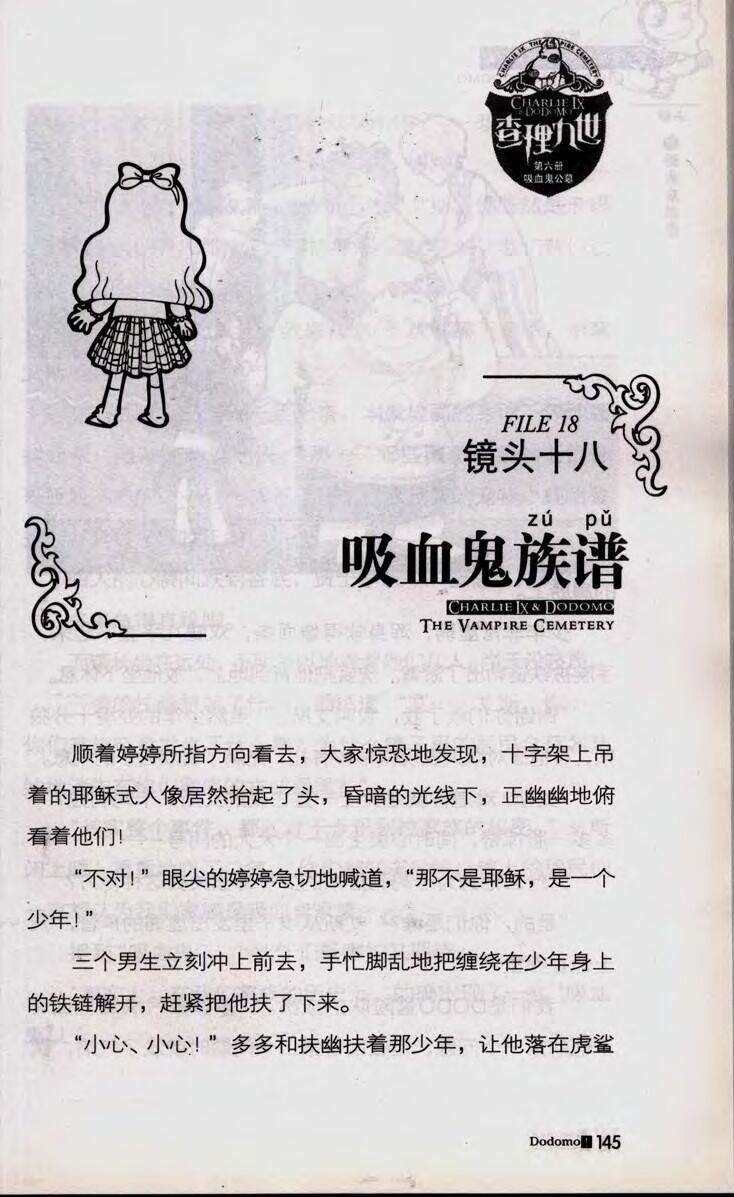 CHARLIE IX THE VAMPIRE CEMETERY
CHARLIE IX
& DODOMO
查理九世
第六册
吸血鬼公墓
FILE 18
镜头十八
zú pǔ
吸血鬼族谱
CHARLIE IX & DODOMO
THE VAMPIRE CEMETERY
顺着婷婷所指方向看去，大家惊恐地发现，十字架上吊
着的耶稣式人像居然抬起了头，昏暗的光线下，正幽幽地俯
看着他们！
“不对！”眼尖的婷婷急切地喊道，“那不是耶稣，是一个
少年！”
三个男生立刻冲上前去，手忙脚乱地把缠绕在少年身上
的铁链解开，赶紧把他扶了下来。
“小心、小心！”多多和扶幽扶着那少年，让他落在虎鲨
Dodomo 145